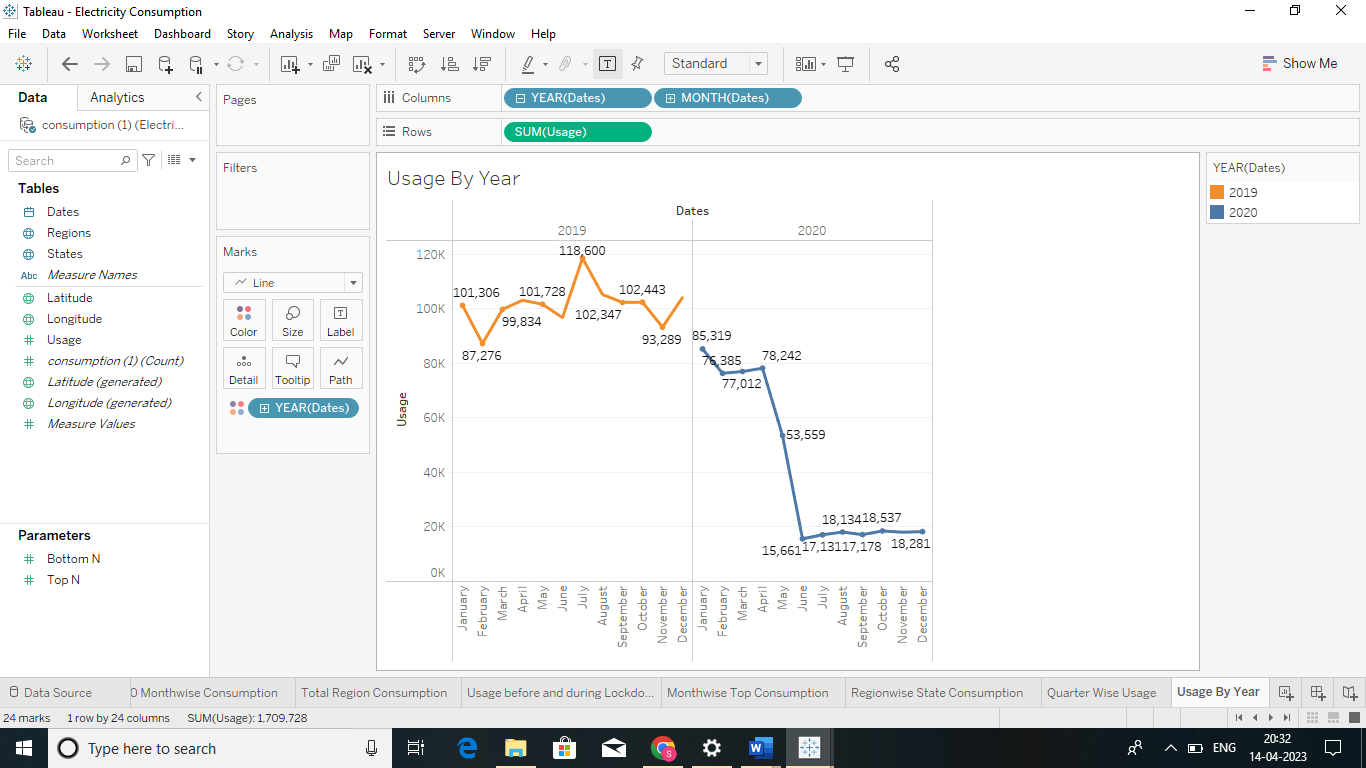 Tableau - Electricity Consumption
File Data Worksheet Dashboard Story Analysis Map Format Server Window Help
Standard
Show Me
Data
Analytics
consumption (1) (Electri...
Search
Tables
Dates
Regions
States
Abc Measure Names
Latitude
Longitude
Usage
consumption (1) (Count)
Latitude (generated)
Longitude (generated)
Measure Values
Parameters
Bottom N
Top N
Pages
Filters
Marks
Line
Color Size Label
Detail Tooltip Path
YEAR(Dates)
Columns YEAR(Dates) MONTH(Dates)
Rows SUM(Usage)
Usage By Year
Dates
2019 2020
Usage
120K
100K
80K
60K
40K
20K
0K
101,306
87,276
99,834
101,728
118,600
102,347
102,443
93,289
85,319
76,385
77,012
78,242
53,559
15,661
17,131
18,134
17,178
18,537
18,281
January February March April May June July August September October November December
January February March April May June July August September October November December
YEAR(Dates)
2019
2020
Data Source
0 Monthwise Consumption
Total Region Consumption
Usage before and during Lockdo...
Monthwise Top Consumption
Regionwise State Consumption
Quarter Wise Usage
Usage By Year
24 marks 1 row by 24 columns SUM(Usage): 1,709,728
Type here to search
ENG
20:32
14-04-2023